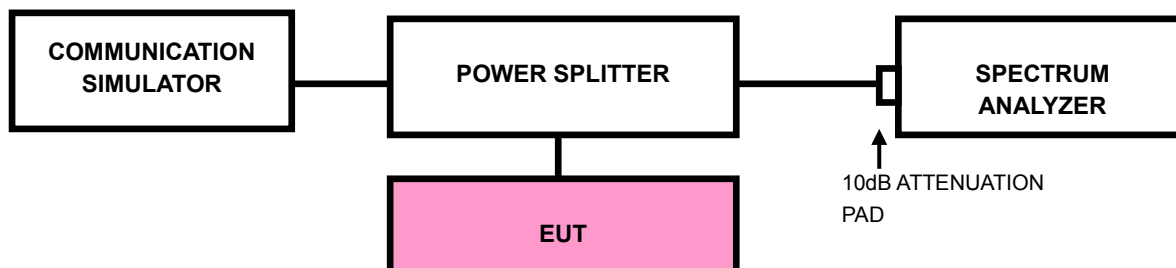 COMMUNICATION
SIMULATOR
POWER SPLITTER
SPECTRUM
ANALYZER
10dB ATTENUATION
PAD
EUT